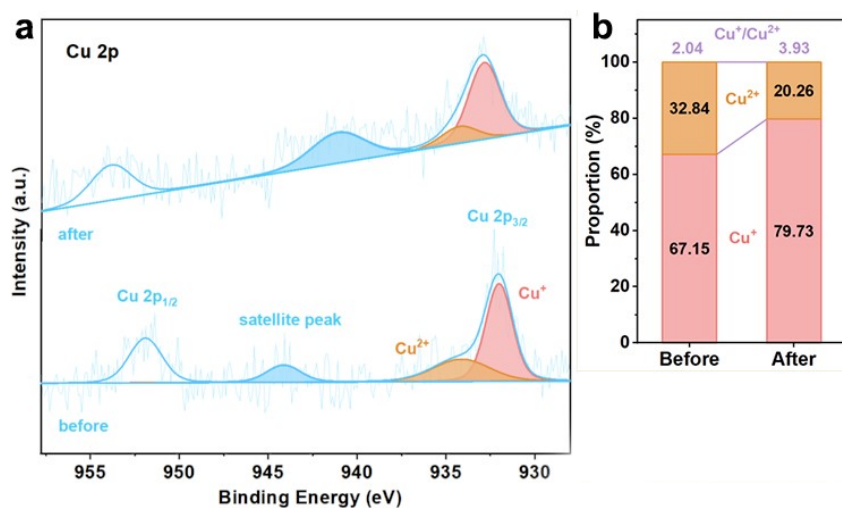 a
Cu 2p
after
Cu 2p3/2
Cu 2p1/2
satellite peak
Cu+
Cu2+
before
Intensity (a.u.)
955 950 945 940 935 930
Binding Energy (eV)
b
Cu+/Cu2+
2.04 3.93
100
80
60
40
20
0
Proportion (%)
32.84
Cu2+
20.26
67.15
Cu+
79.73
Before After